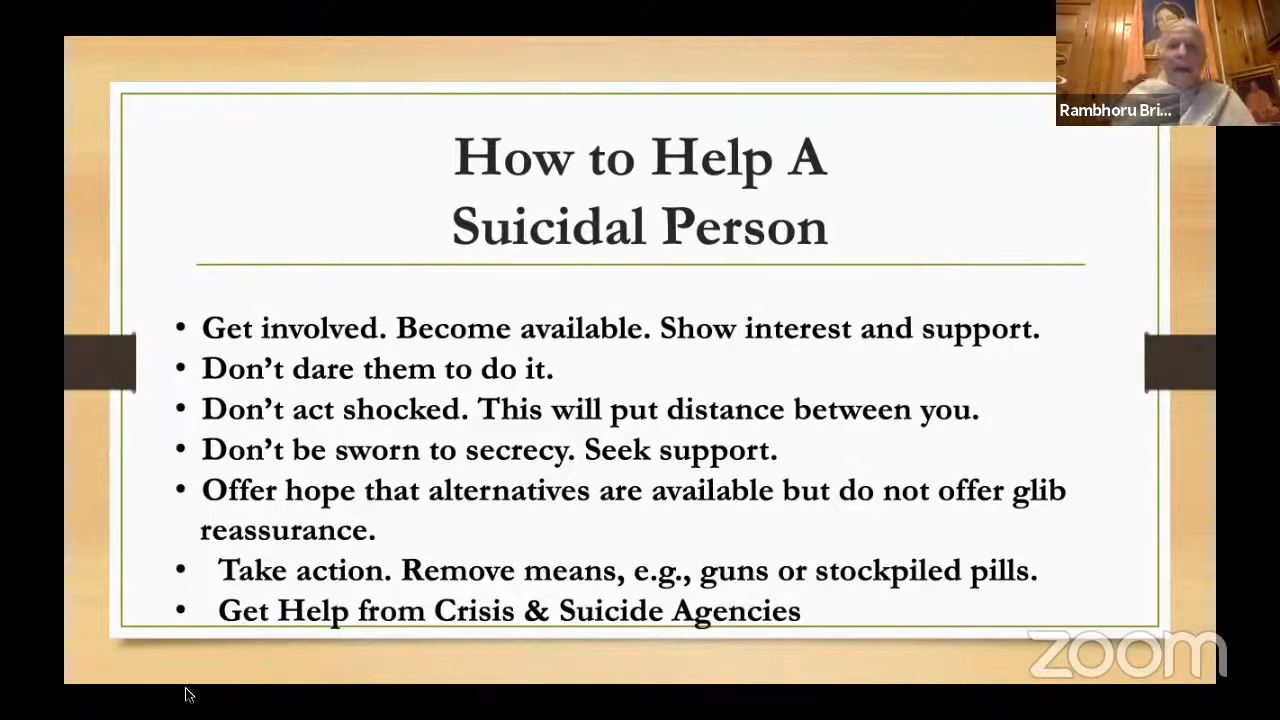 Rambhoru Bri...
How to Help A
Suicidal Person
• Get involved. Become available. Show interest and support.
• Don’t dare them to do it.
• Don’t act shocked. This will put distance between you.
• Don’t be sworn to secrecy. Seek support.
• Offer hope that alternatives are available but do not offer glib
reassurance.
• Take action. Remove means, e.g., guns or stockpiled pills.
• Get Help from Crisis & Suicide Agencies
zoom